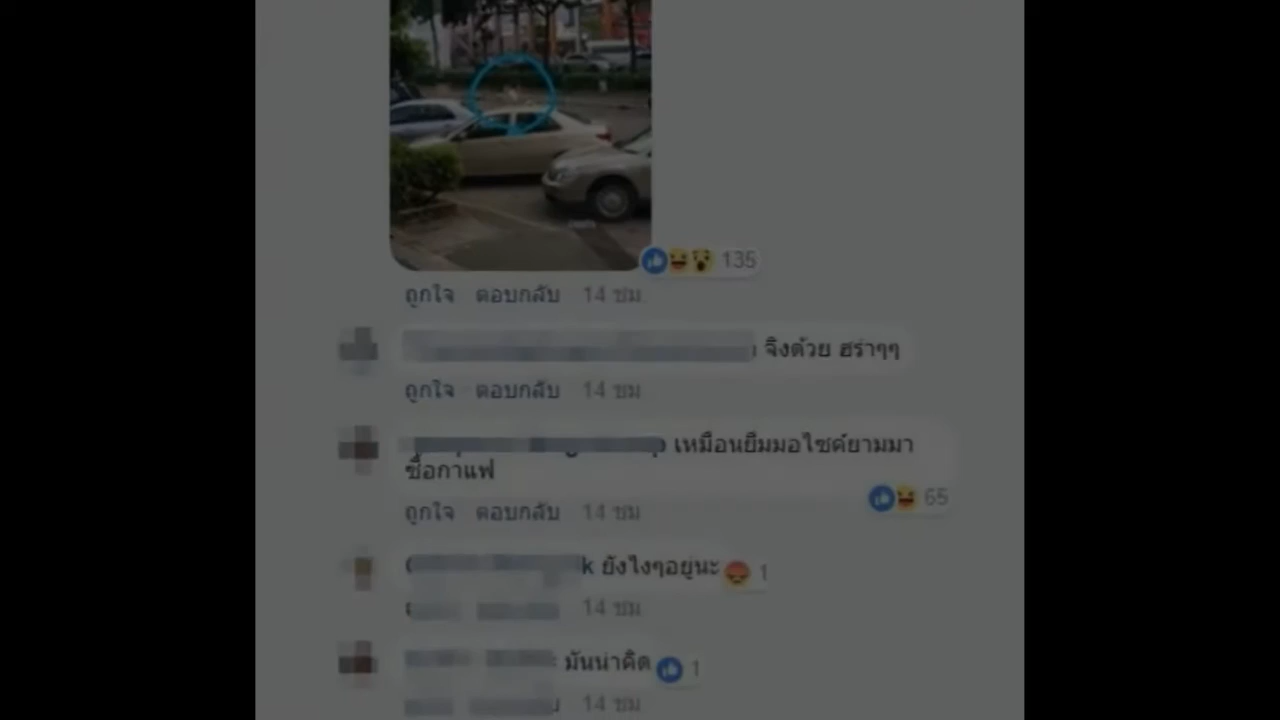 135
ถูกใจ ตอบกลับ 14 ชม.
จิงด้วย ฮร่าๆๆ
ถูกใจ ตอบกลับ 14 ชม
เหมือนยืมมอไซค์ยามมา
ซื้อกาแฟ
65
ถูกใจ ตอบกลับ 14 ชม
k ยังไงๆอยู่นะ 1
14 ชม
มันน่าคิด 1
14 ชม